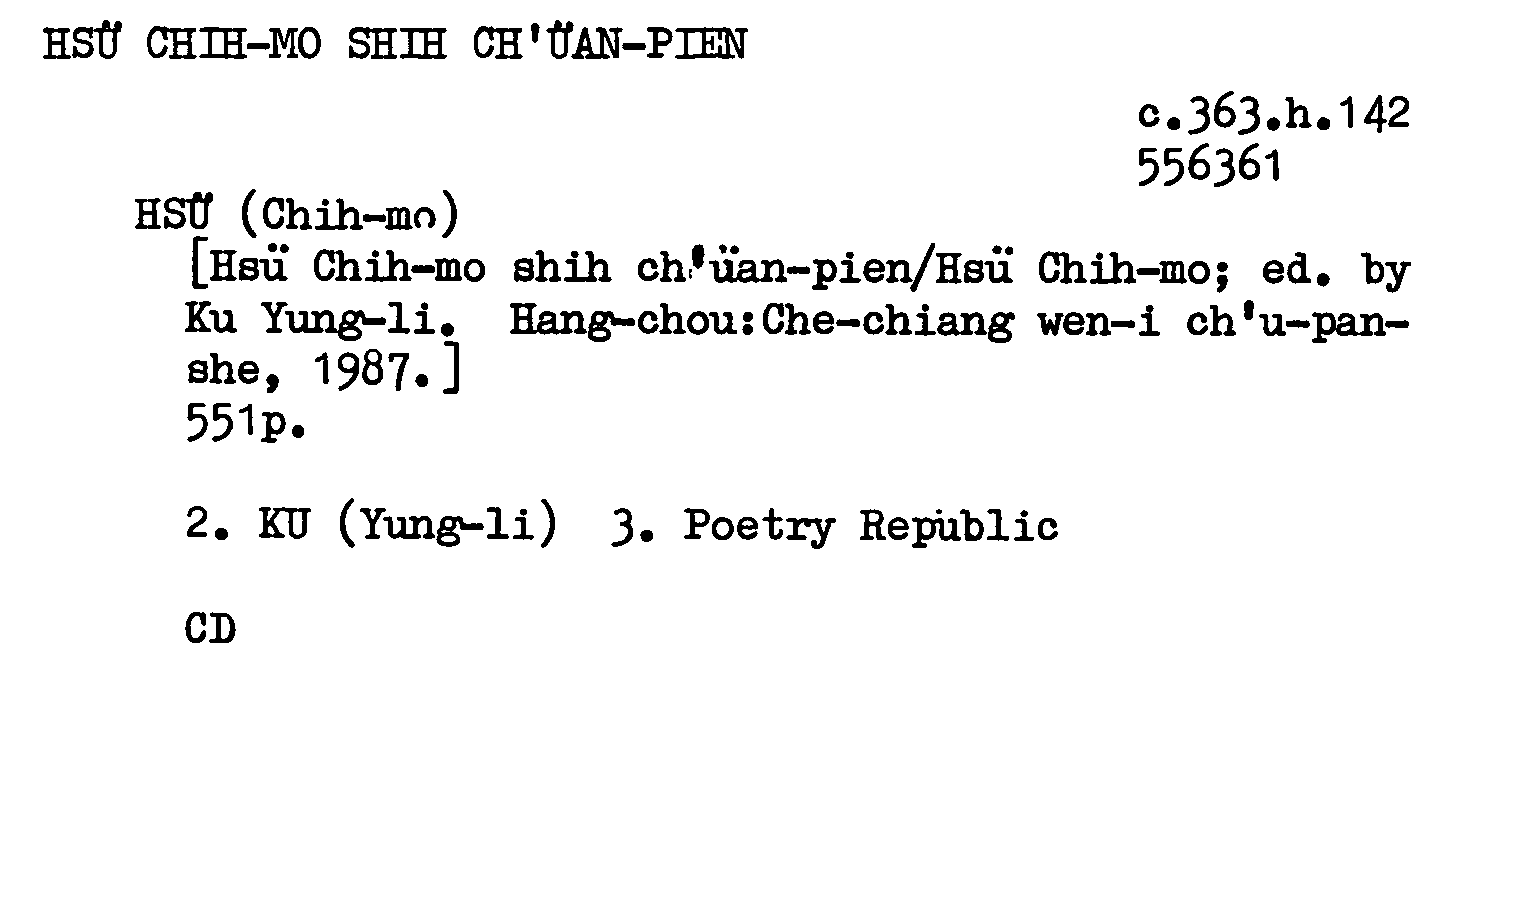 HSÜ CHIH-MO SHIH CH'ÜAN-PIEN
c.363.h.142
556361
HSÜ (Chih-mo)
[Hsü Chih-mo shih ch'üan-pien/Hsü Chih-mo; ed. by
Ku Yung-li. Hang-chou:Che-chiang wen-i ch'u-pan-
she, 1987.]
551p.
2. KU (Yung-li) 3. Poetry Republic
CD